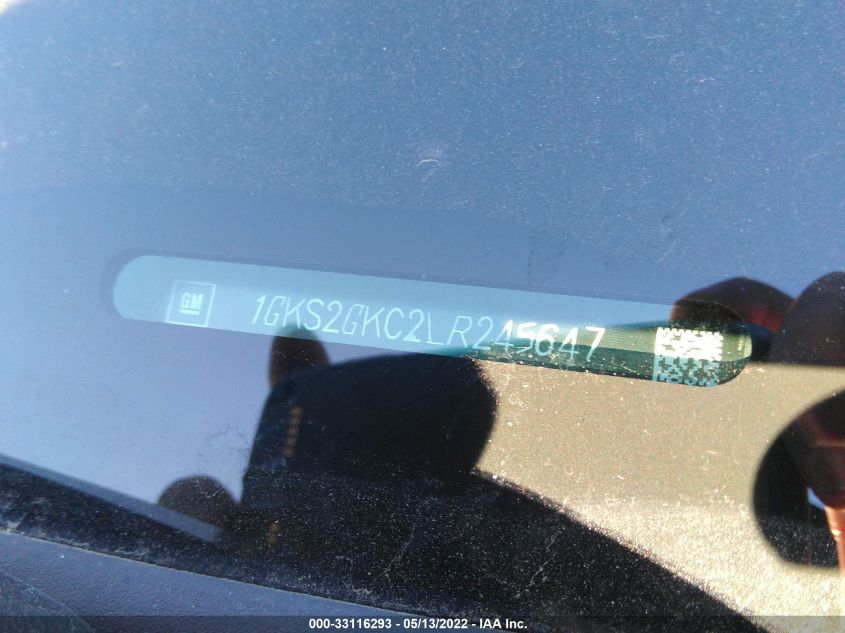 GM
1GKS2GKC2LR245647
000-33116293 - 05/13/2022 - IAA Inc.